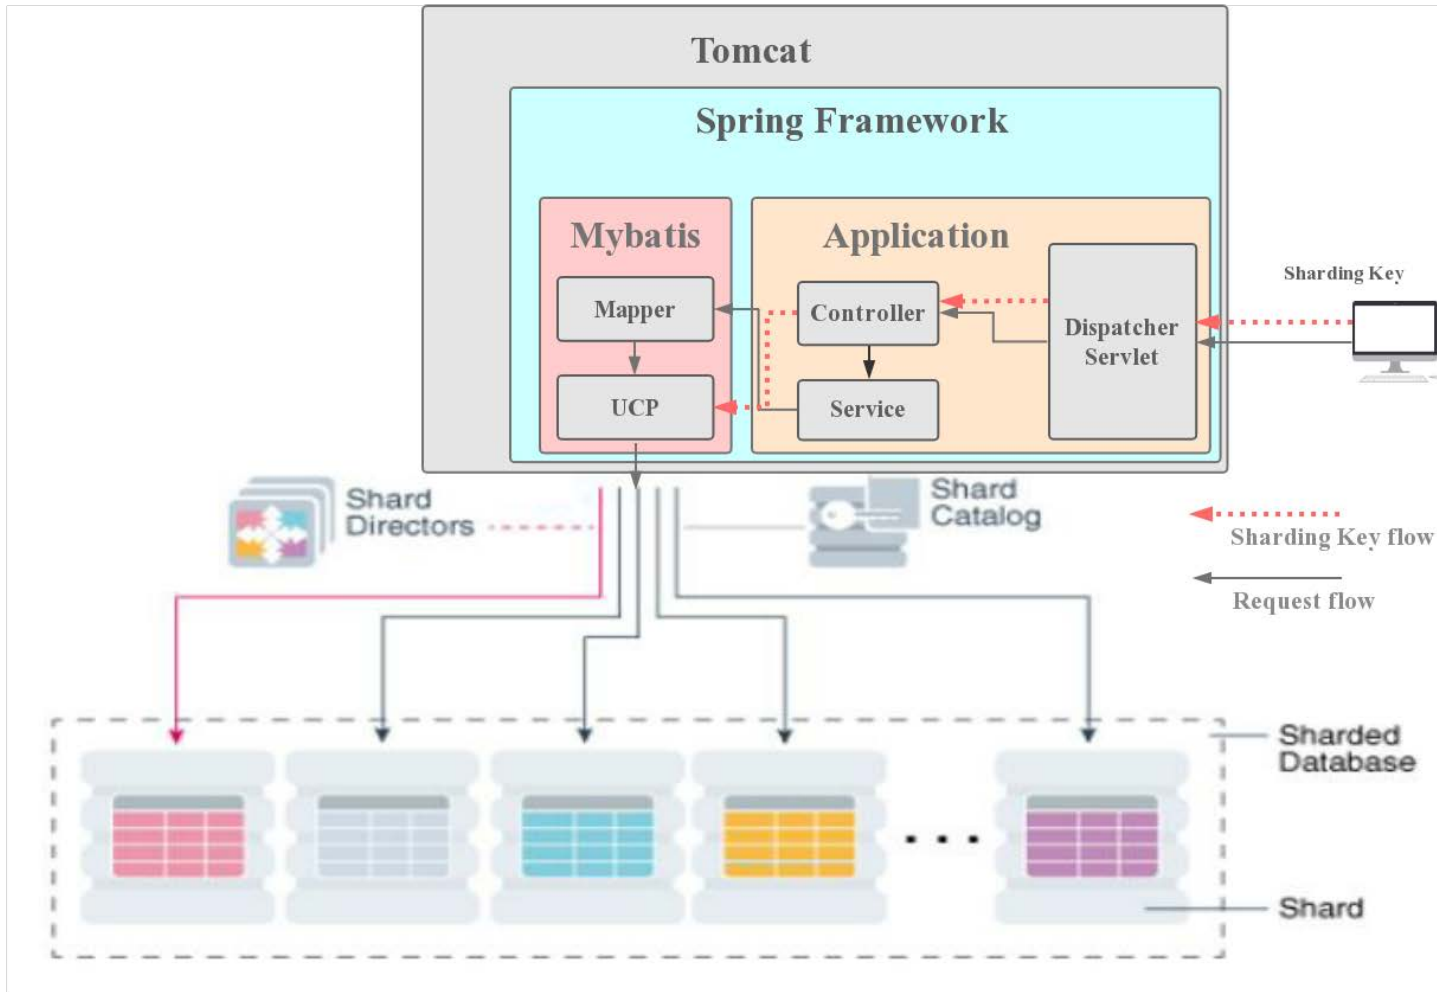 Tomcat
Spring Framework
Mybatis
Application
Mapper
Controller
Dispatcher
Servlet
UCP
Service
Sharding Key
Shard
Directors
Shard
Catalog
Sharding Key flow
Request flow
Sharded
Database
Shard